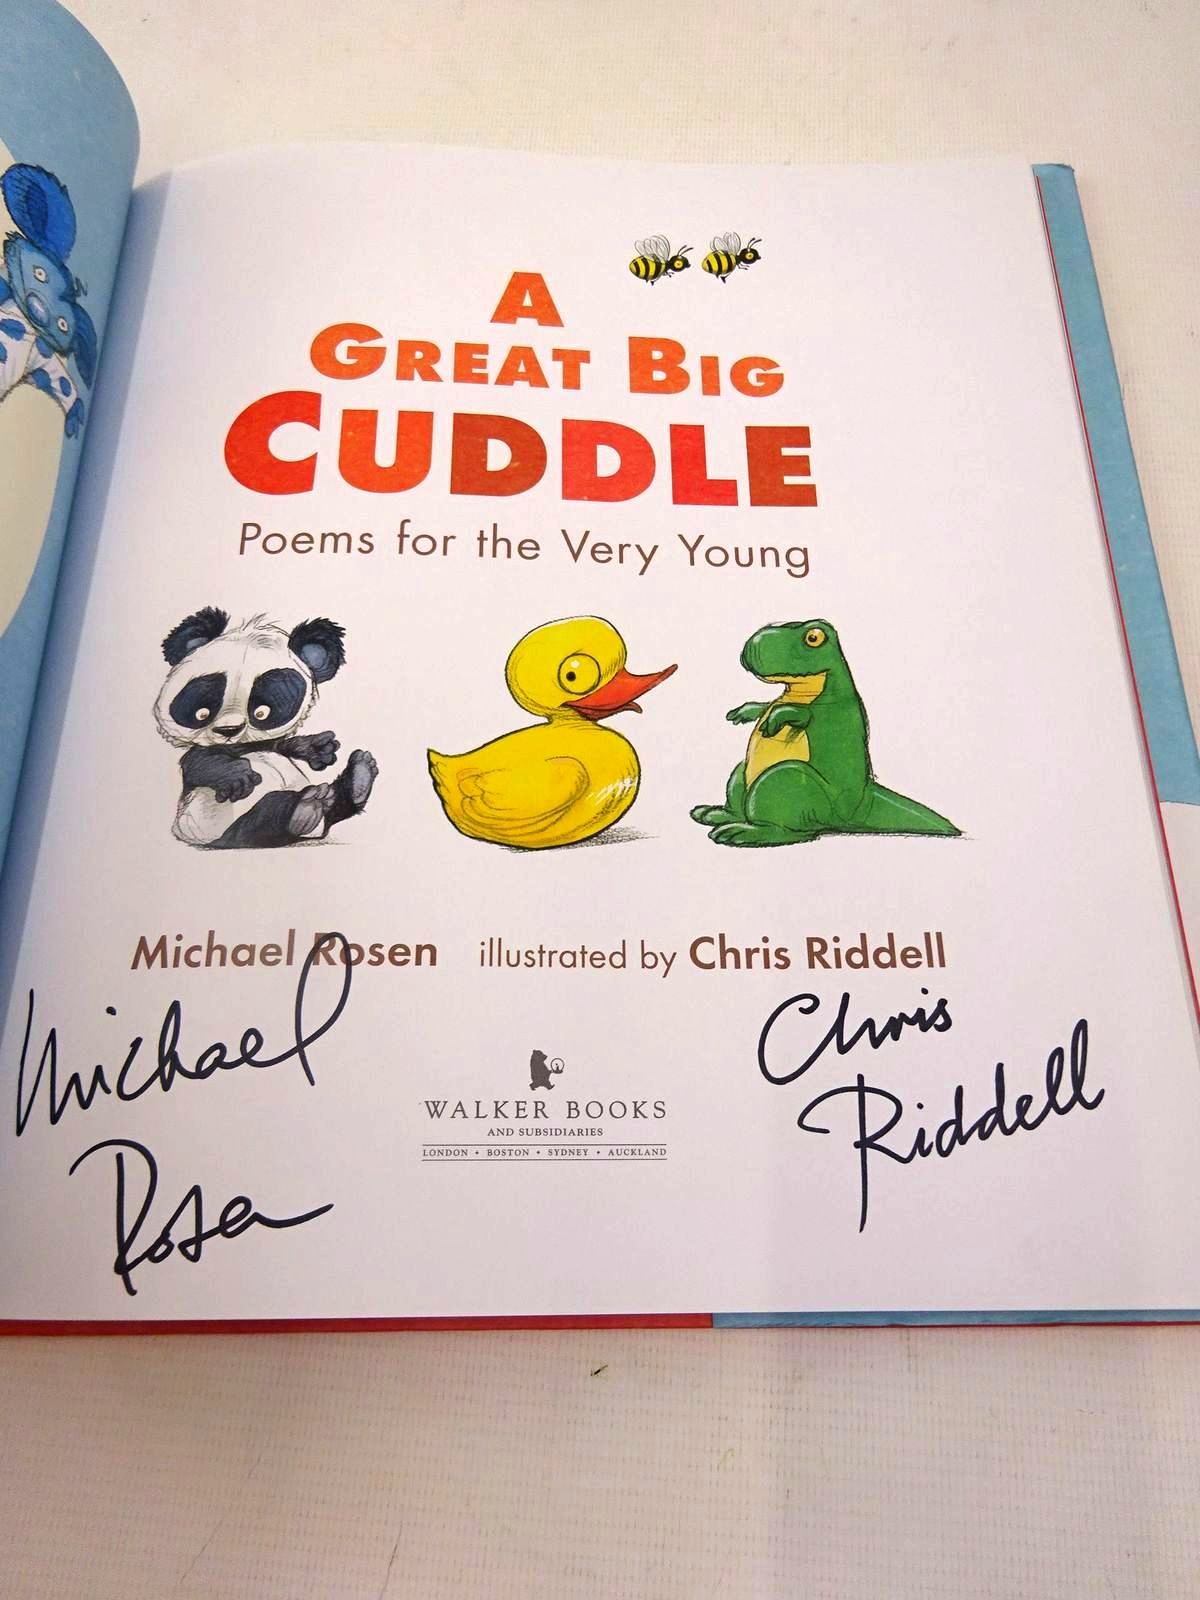 A
GREAT BIG
CUDDLE
Poems for the Very Young
Michael Rosen illustrated by Chris Riddell
Michael
Rosen
Chris
Riddell
WALKER BOOKS
AND SUBSIDIARIES
LONDON • BOSTON • SYDNEY • AUCKLAND